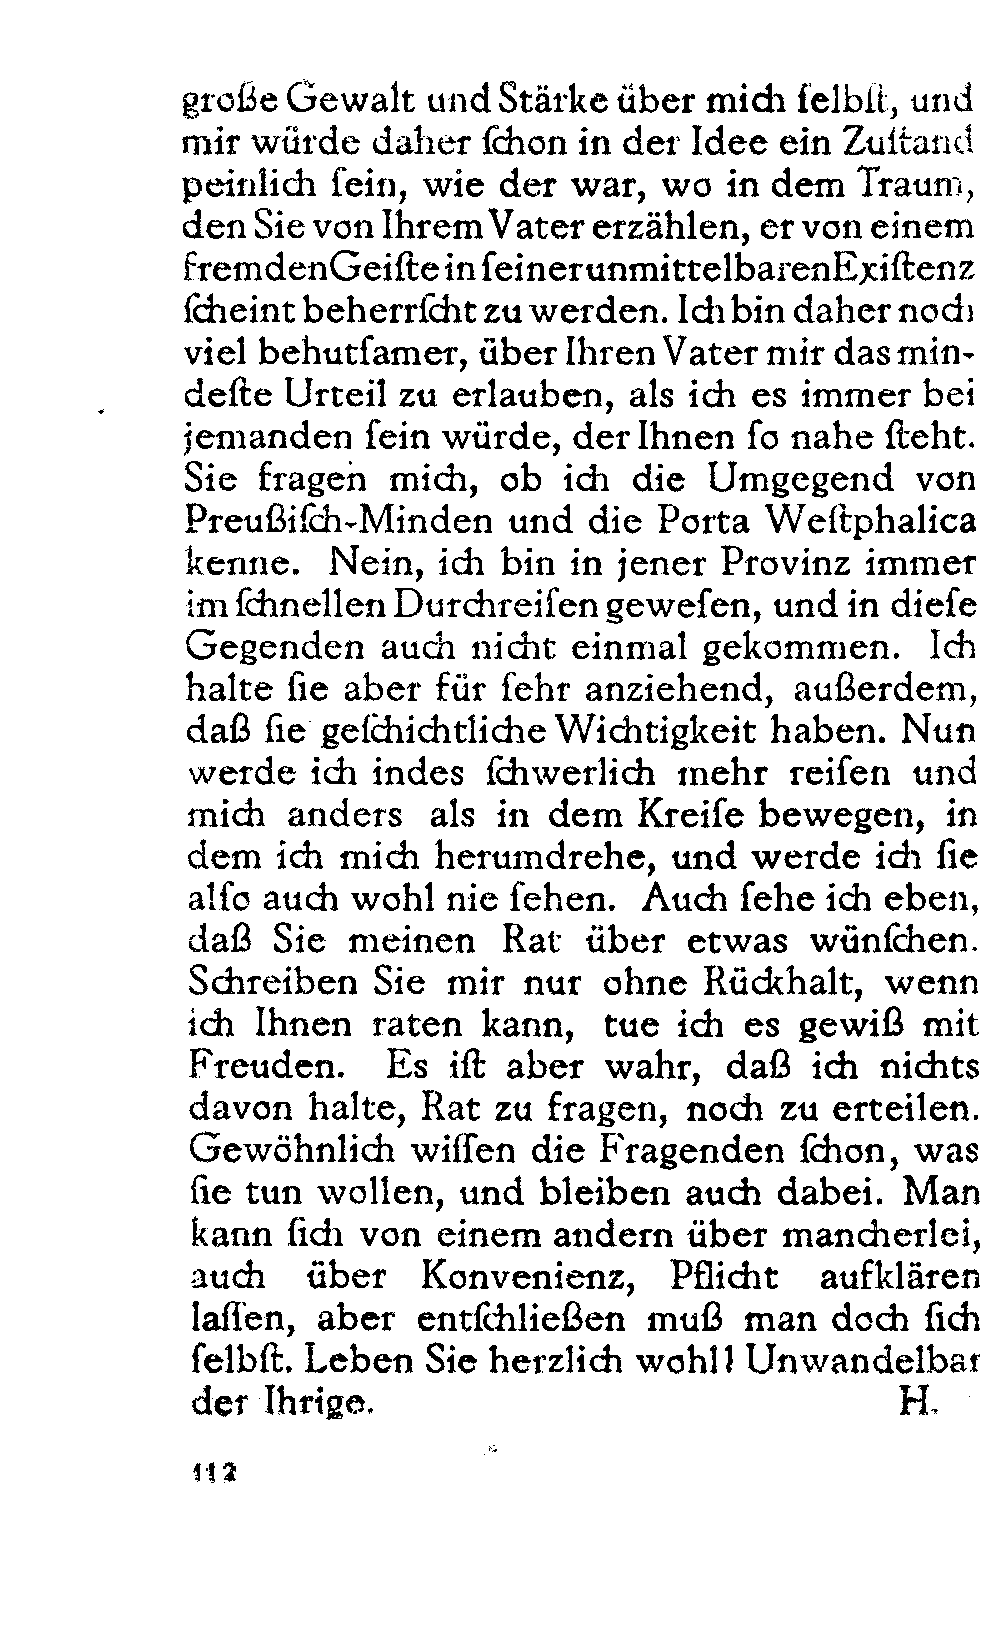 große Gewalt und Stärke über mich ſelbſt, und
mir würde daher ſchon in der Idee ein Zuſtand
peinlich ſein, wie der war, wo in dem Traum,
den Sie von Ihrem Vater erzählen, er von einem
fremden Geiſte in ſeiner unmittelbaren Exiſtenz
ſcheint beherrſcht zu werden. Ich bin daher noch
viel behutſamer, über Ihren Vater mir das min-
deſte Urteil zu erlauben, als ich es immer bei
jemanden ſein würde, der Ihnen ſo nahe ſteht.
Sie fragen mich, ob ich die Umgegend von
Preußiſch-Minden und die Porta Weſtphalica
kenne. Nein, ich bin in jener Provinz immer
im ſchnellen Durchreiſen geweſen, und in dieſe
Gegenden auch nicht einmal gekommen. Ich
halte ſie aber für ſehr anziehend, außerdem,
daß ſie geſchichtliche Wichtigkeit haben. Nun
werde ich indes ſchwerlich mehr reiſen und
mich anders als in dem Kreiſe bewegen, in
dem ich mich herumdrehe, und werde ich ſie
alſo auch wohl nie ſehen. Auch ſehe ich eben,
daß Sie meinen Rat über etwas wünſchen.
Schreiben Sie mir nur ohne Rückhalt, wenn
ich Ihnen raten kann, tue ich es gewiß mit
Freuden. Es iſt aber wahr, daß ich nichts
davon halte, Rat zu fragen, noch zu erteilen.
Gewöhnlich wiſſen die Fragenden ſchon, was
ſie tun wollen, und bleiben auch dabei. Man
kann ſich von einem andern über mancherlei,
auch über Konvenienz, Pflicht aufklären
laſſen, aber entſchließen muß man doch ſich
ſelbſt. Leben Sie herzlich wohl! Unwandelbar
der Ihrige. H.
112